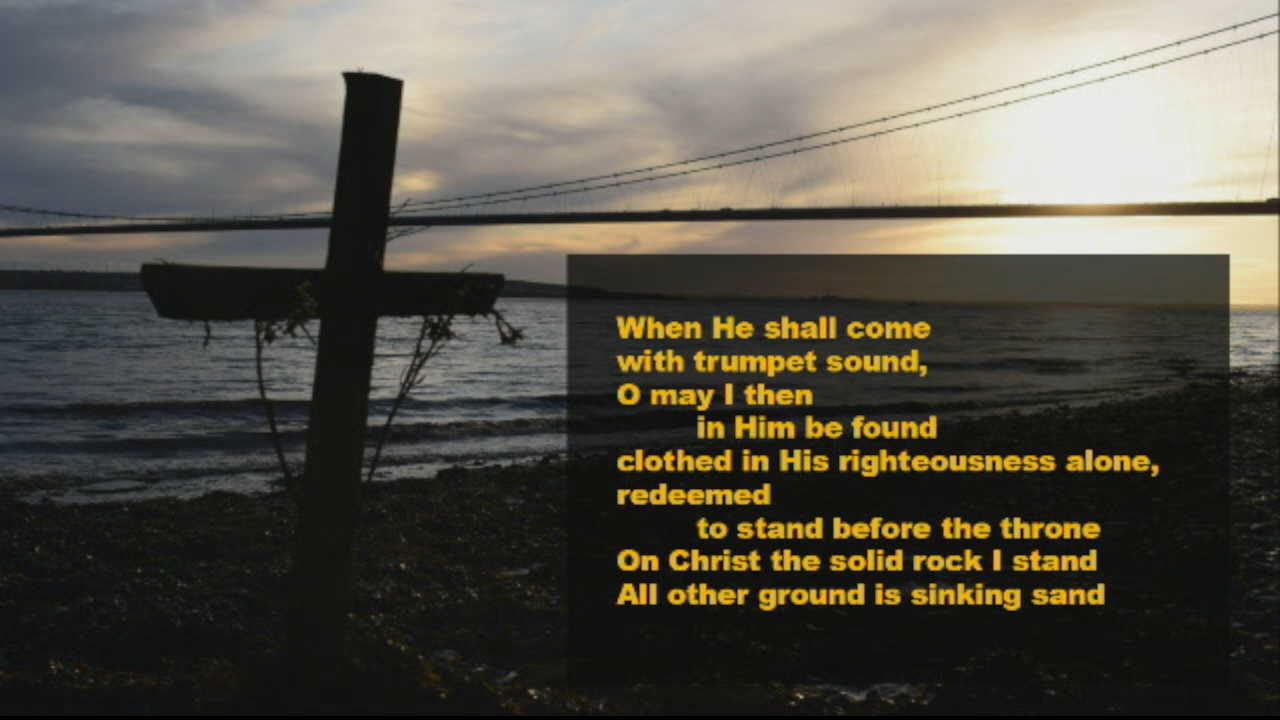 When He shall come
with trumpet sound,
O may I then
in Him be found
clothed in His righteousness alone,
redeemed
to stand before the throne
On Christ the solid rock I stand
All other ground is sinking sand